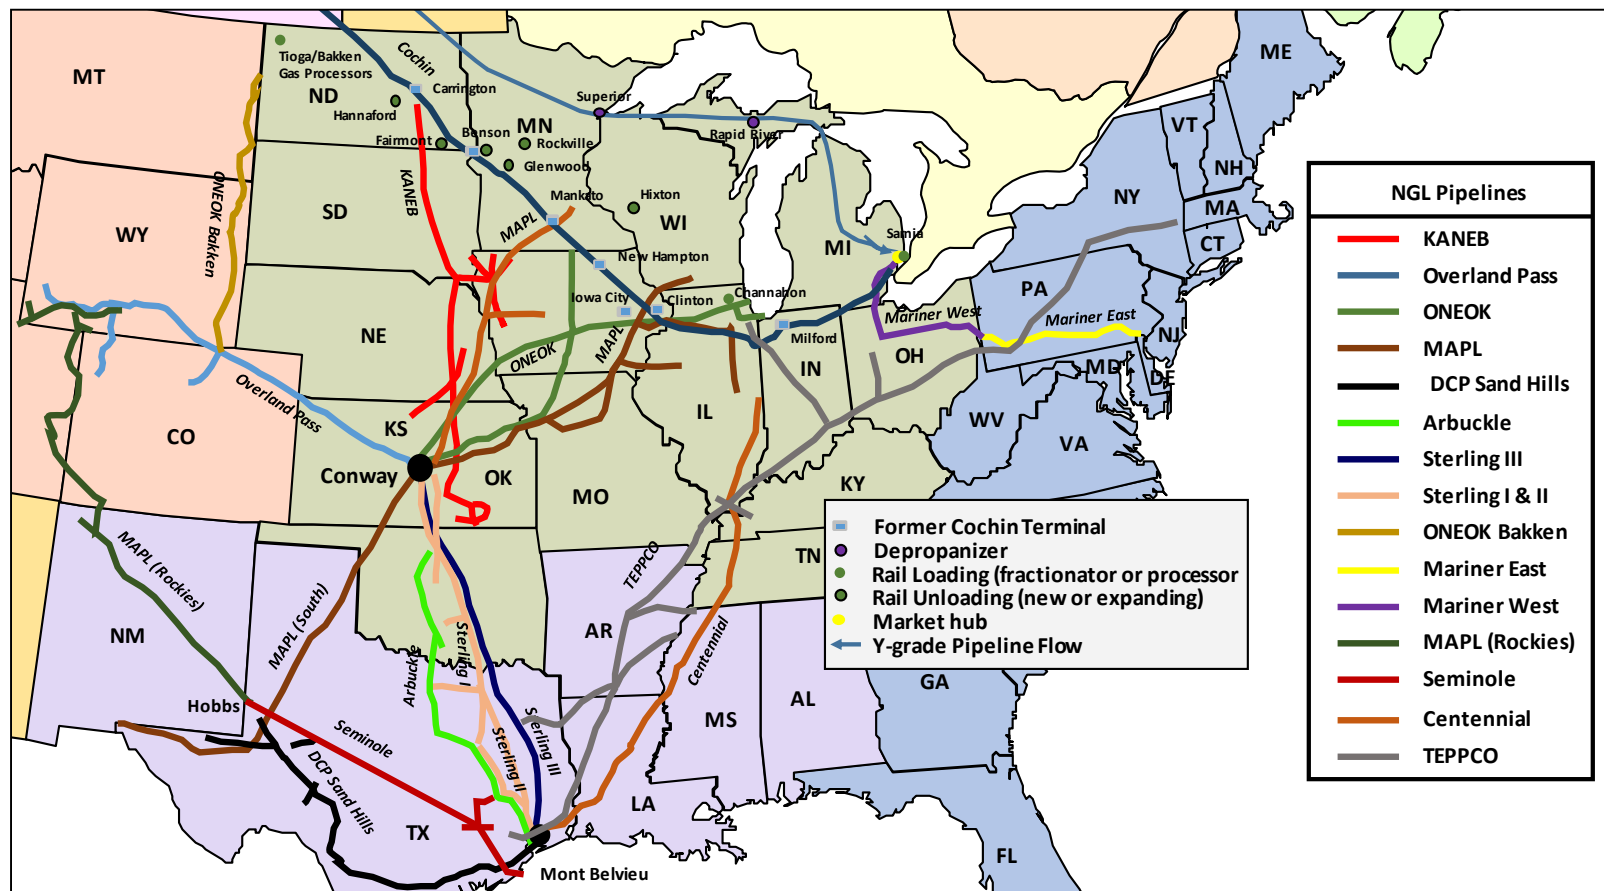 ME
MT
Cochin
Tioga/Bakken
Gas Processors
ND
Carrington
Hannaford
Superior
VT
MN
Benson
Rapid River
Fairmont
Rockville
Glenwood
NH
ONEOK Bakken
KANEB
Mankato
Hixton
NY
MA
SD
MAPL
WI
WY
MI
Sarnia
CT
New Hampton
PA
Iowa City
Clinton
Channahon
Mariner West
Mariner East
NE
MAPL
Milford
NJ
ONEOK
OH
IN
MD
DE
Overland Pass
IL
WV
KS
CO
VA
Conway
OK
MO
KY
TN
MAPL (Rockies)
TEPPCO
MAPL (South)
NM
AR
Sterling I
Centennial
Arbuckle
GA
Hobbs
AL
MS
Seminole
Sterling III
Sterling II
DCP Sand Hills
LA
TX
FL
Mont Belvieu
Former Cochin Terminal
Depropanizer
Rail Loading (fractionator or processor
Rail Unloading (new or expanding)
Market hub
Y-grade Pipeline Flow
NGL Pipelines
KANEB
Overland Pass
ONEOK
MAPL
DCP Sand Hills
Arbuckle
Sterling III
Sterling I & II
ONEOK Bakken
Mariner East
Mariner West
MAPL (Rockies)
Seminole
Centennial
TEPPCO